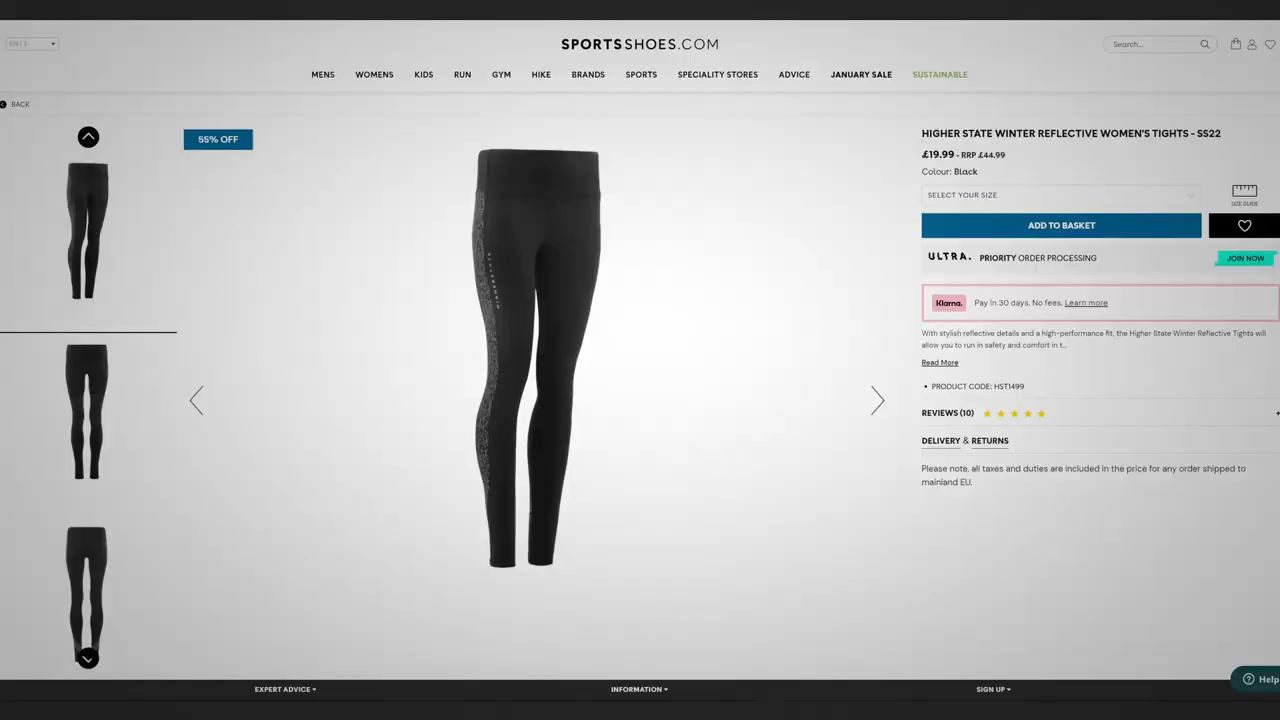 EN / £
SPORTSSHOES.COM
Search...
MENS WOMENS KIDS RUN GYM HIKE BRANDS SPORTS SPECIALITY STORES ADVICE JANUARY SALE SUSTAINABLE
BACK
55% OFF
HIGHER STATE WINTER REFLECTIVE WOMEN'S TIGHTS - SS22
£19.99 - RRP £44.99
Colour: Black
SELECT YOUR SIZE
SIZE GUIDE
ADD TO BASKET
ULTRA. PRIORITY ORDER PROCESSING
JOIN NOW
Klarna. Pay in 30 days. No fees. Learn more
With stylish reflective details and a high-performance fit, the Higher State Winter Reflective Tights will
allow you to run in safety and comfort in t...
Read More
• PRODUCT CODE: HST1499
REVIEWS (10)
DELIVERY & RETURNS
Please note, all taxes and duties are included in the price for any order shipped to
mainland EU.
Help
EXPERT ADVICE INFORMATION SIGN UP